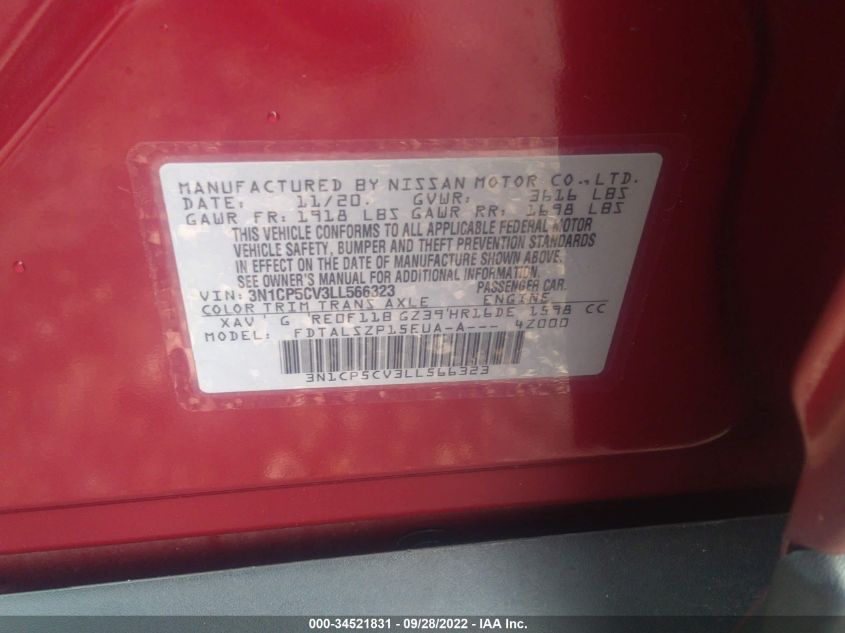 MANUFACTURED BY NISSAN MOTOR CO., LTD.
DATE: 11/20. GVWR: 3616 LBS
GAWR FR: 1918 LBS GAWR RR: 1698 LBS
THIS VEHICLE CONFORMS TO ALL APPLICABLE FEDERAL MOTOR
VEHICLE SAFETY, BUMPER AND THEFT PREVENTION STANDARDS
IN EFFECT ON THE DATE OF MANUFACTURE SHOWN ABOVE.
SEE OWNER'S MANUAL FOR ADDITIONAL INFORMATION.
VIN: 3N1CP5CV3LL566323 PASSENGER CAR.
COLOR TRIM TRANS AXLE ENGINE
XAV G RE0F11B GZ39 HR16DE 1598 CC
MODEL: FDTALSZP15EUA-A--- 4Z000
3N1CP5CV3LL566323
000-34521831 - 09/28/2022 - IAA Inc.